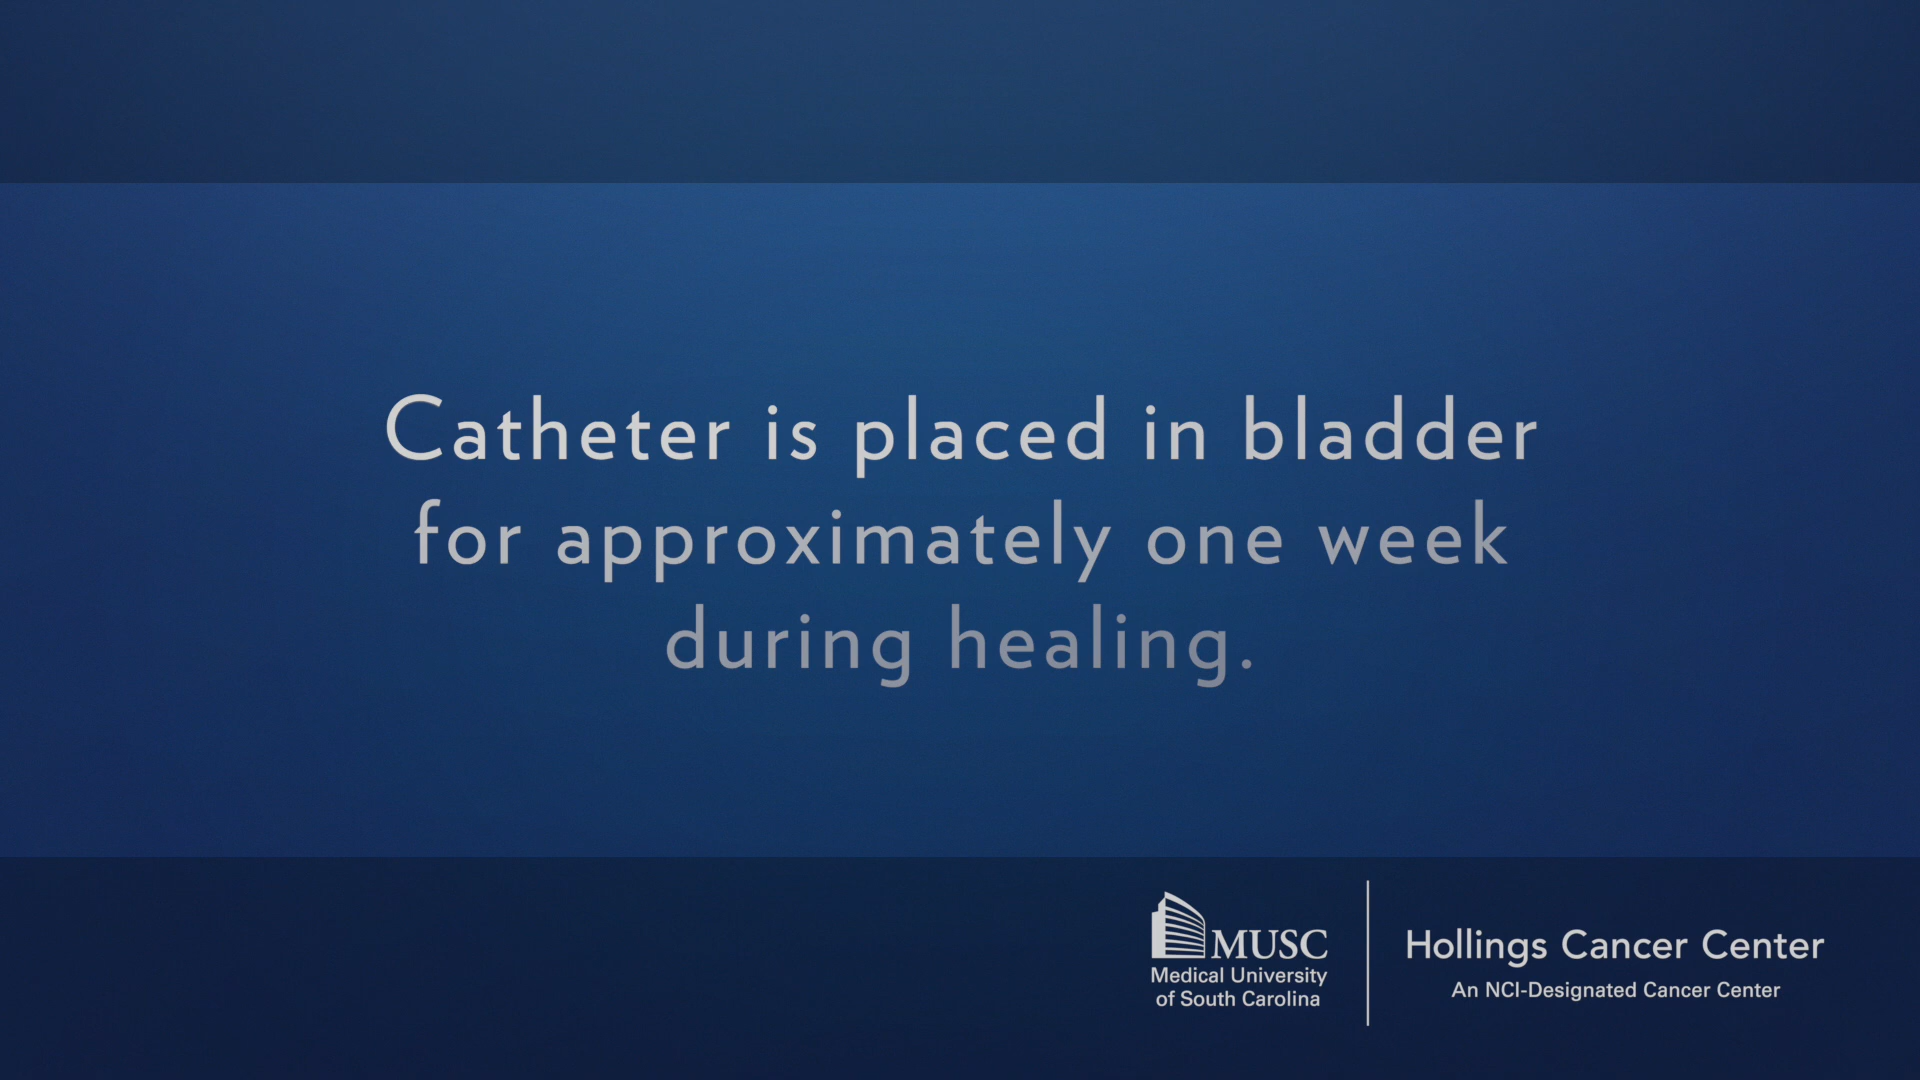 Catheter is placed in bladder
for approximately one week
during healing.
MUSC
Medical University
of South Carolina
Hollings Cancer Center
An NCI-Designated Cancer Center